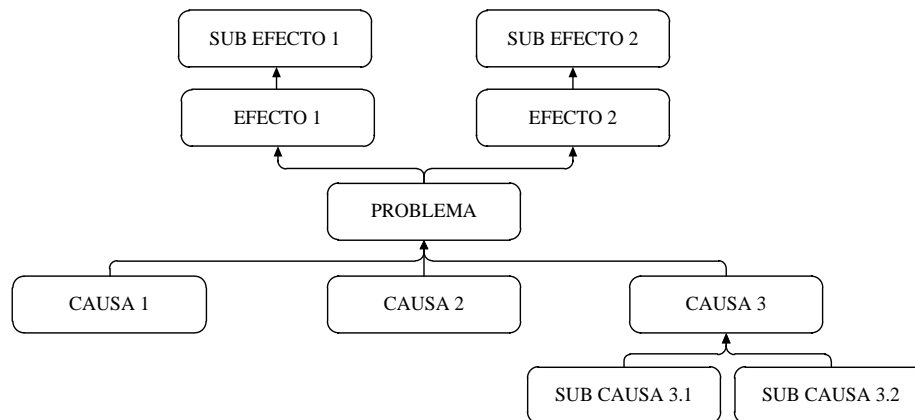 SUB EFECTO 1
SUB EFECTO 2
EFECTO 1
EFECTO 2
PROBLEMA
CAUSA 1
CAUSA 2
CAUSA 3
SUB CAUSA 3.1
SUB CAUSA 3.2